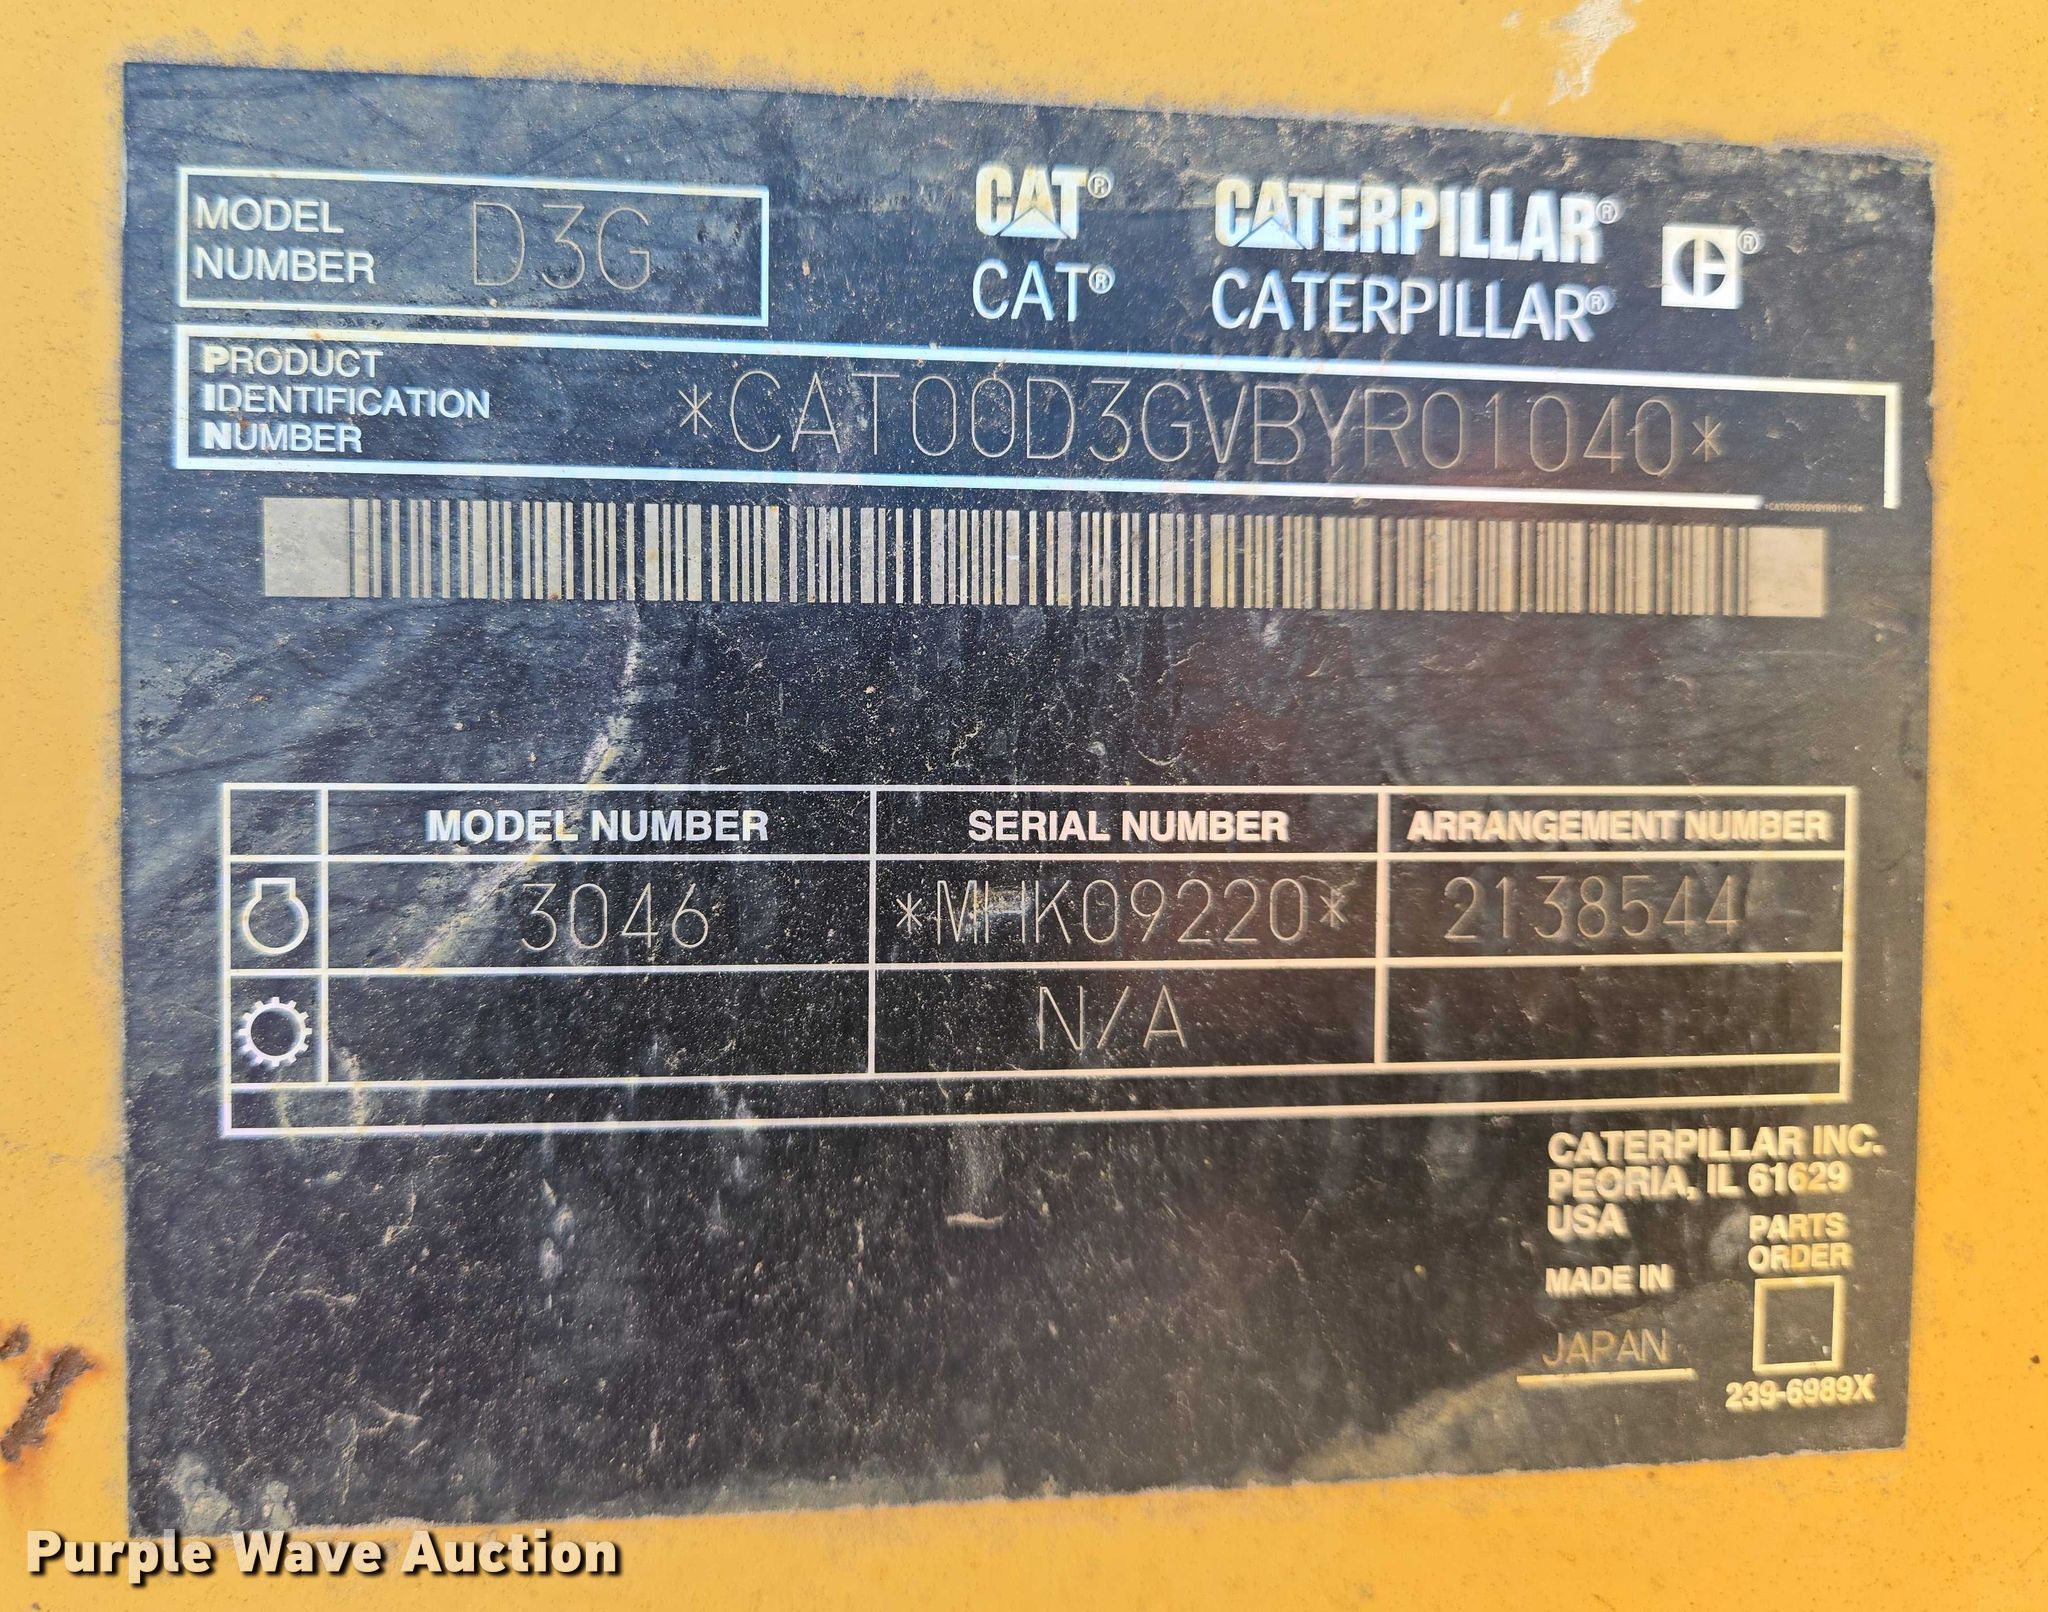 MODEL NUMBER D3G
CAT® CATERPILLAR®
CAT® CATERPILLAR®
PRODUCT IDENTIFICATION NUMBER *CAT00D3GVBYR01040*
*CAT00D3GVBYR01040*
MODEL NUMBER SERIAL NUMBER ARRANGEMENT NUMBER
3046 *MHK09220* 2138544
N/A
CATERPILLAR INC.
PEORIA, IL 61629
USA
PARTS
ORDER
MADE IN
JAPAN
239-6989X
Purple Wave Auction